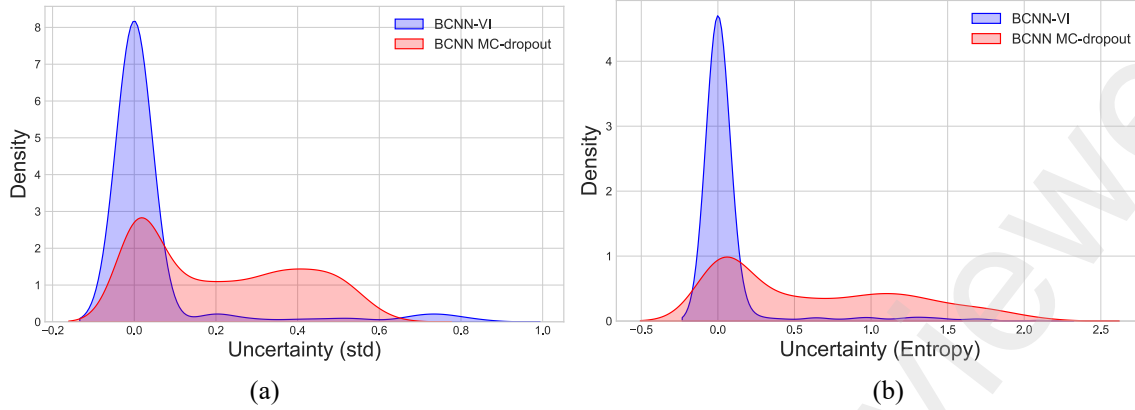 BCNN-VI
BCNN MC-dropout
8
7
6
5
4
3
2
1
0
Density
−0.2 0.0 0.2 0.4 0.6 0.8 1.0
Uncertainty (std)
(a)
BCNN-VI
BCNN MC-dropout
4
3
2
1
0
Density
−0.5 0.0 0.5 1.0 1.5 2.0 2.5
Uncertainty (Entropy)
(b)